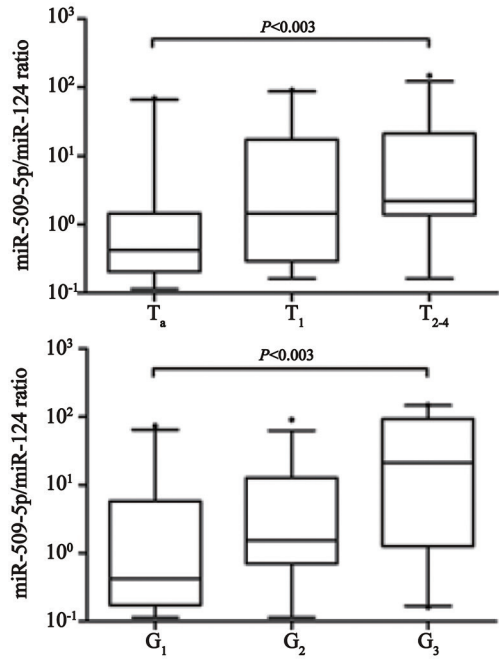 P<0.003
10³
10²
10¹
10⁰
10⁻¹
miR-509-5p/miR-124 ratio
Tₐ
T₁
T₂₋₄
P<0.003
10³
10²
10¹
10⁰
10⁻¹
miR-509-5p/miR-124 ratio
G₁
G₂
G₃